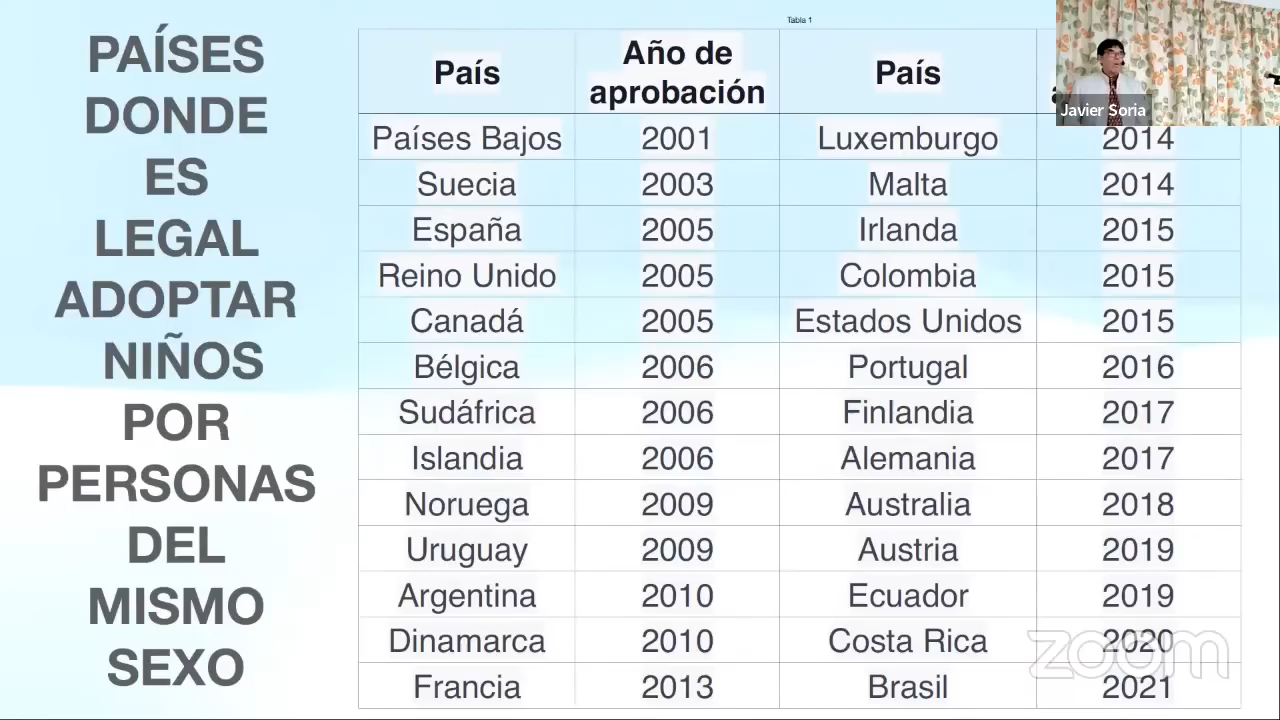 Tabla 1
PAÍSES
DONDE
ES
LEGAL
ADOPTAR
NIÑOS
POR
PERSONAS
DEL
MISMO
SEXO
País Año de aprobación País
Países Bajos 2001 Luxemburgo 2014
Suecia 2003 Malta 2014
España 2005 Irlanda 2015
Reino Unido 2005 Colombia 2015
Canadá 2005 Estados Unidos 2015
Bélgica 2006 Portugal 2016
Sudáfrica 2006 Finlandia 2017
Islandia 2006 Alemania 2017
Noruega 2009 Australia 2018
Uruguay 2009 Austria 2019
Argentina 2010 Ecuador 2019
Dinamarca 2010 Costa Rica 2020
Francia 2013 Brasil 2021
Javier Soria
zoom